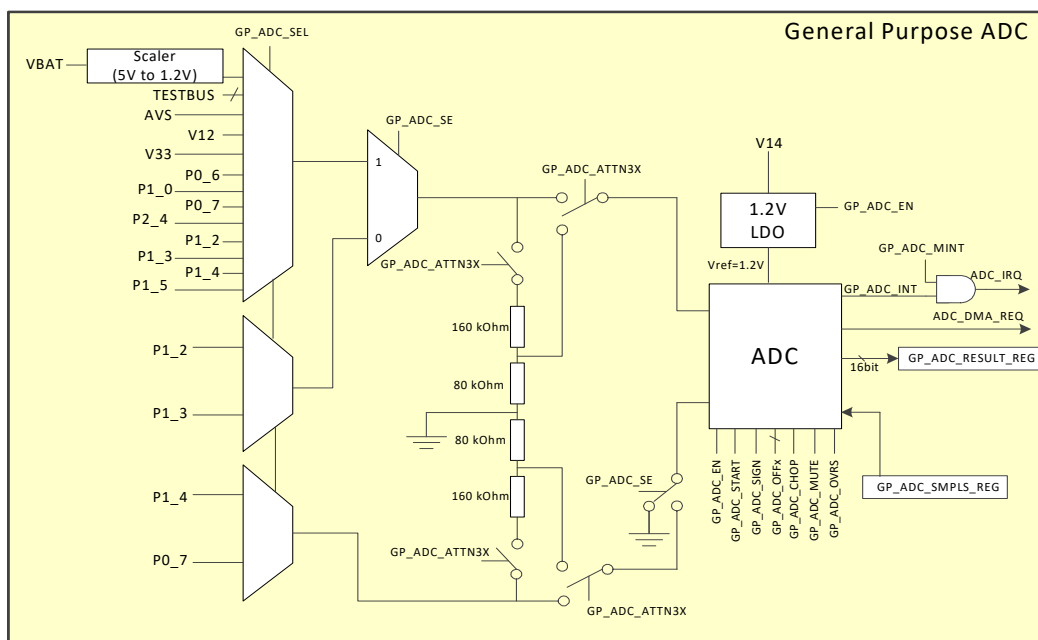 General Purpose ADC
GP_ADC_SEL
VBAT
Scaler
(5V to 1.2V)
TESTBUS
AVS
V12
V33
P0_6
P1_0
P0_7
P2_4
P1_2
P1_3
P1_4
P1_5
GP_ADC_SE
1
0
GP_ADC_ATTN3X
GP_ADC_ATTN3X
V14
1.2V
LDO
GP_ADC_EN
Vref=1.2V
GP_ADC_MINT
GP_ADC_INT
ADC_IRQ
ADC_DMA_REQ
ADC
16bit
GP_ADC_RESULT_REG
160 kOhm
80 kOhm
80 kOhm
160 kOhm
P1_2
P1_3
P1_4
P0_7
GP_ADC_SE
GP_ADC_EN
GP_ADC_START
GP_ADC_SIGN
GP_ADC_OFFx
GP_ADC_CHOP
GP_ADC_MUTE
GP_ADC_OVRS
GP_ADC_SMPLS_REG
GP_ADC_ATTN3X
GP_ADC_ATTN3X